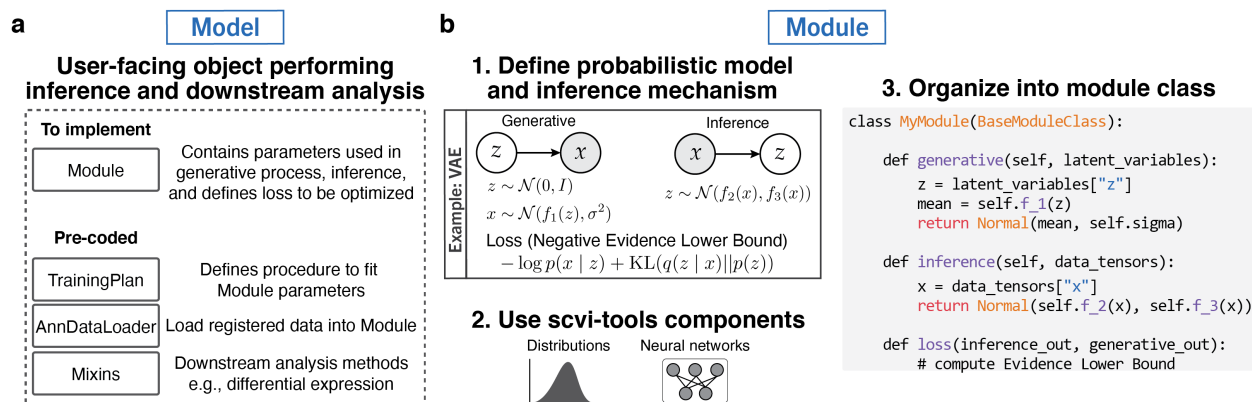 a
Model
User-facing object performing
inference and downstream analysis
To implement
Module
Contains parameters used in
generative process, inference,
and defines loss to be optimized
Pre-coded
TrainingPlan
Defines procedure to fit
Module parameters
AnnDataLoader
Load registered data into Module
Mixins
Downstream analysis methods
e.g., differential expression
b
Module
1. Define probabilistic model
and inference mechanism
Example: VAE
Generative
z
x
z ∼ 𝒩(0, I)
x ∼ 𝒩(f₁(z), σ²)
Inference
x
z
z ∼ 𝒩(f₂(x), f₃(x))
Loss (Negative Evidence Lower Bound)
− log p(x | z) + KL(q(z | x)||p(z))
2. Use scvi-tools components
Distributions
Neural networks
3. Organize into module class
class MyModule(BaseModuleClass):
def generative(self, latent_variables):
z = latent_variables["z"]
mean = self.f_1(z)
return Normal(mean, self.sigma)
def inference(self, data_tensors):
x = data_tensors["x"]
return Normal(self.f_2(x), self.f_3(x))
def loss(inference_out, generative_out):
# compute Evidence Lower Bound